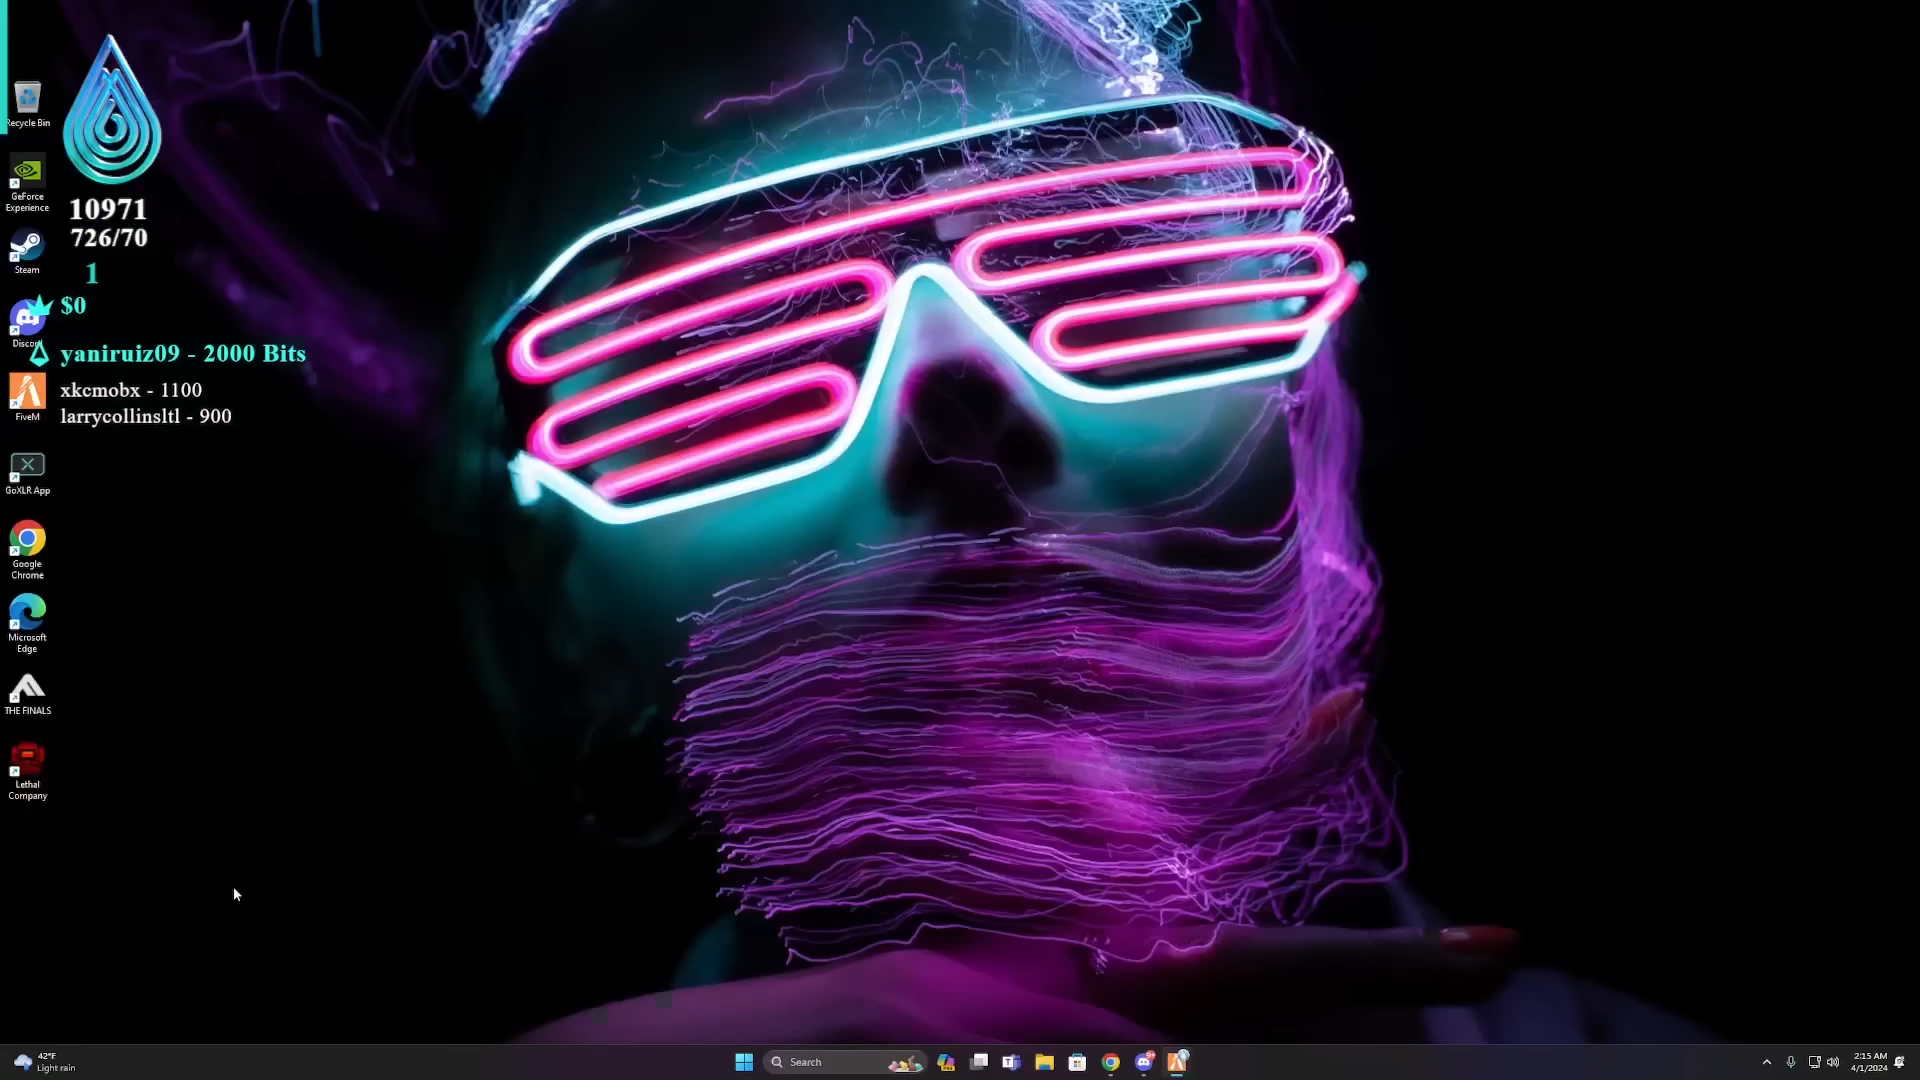 Recycle Bin
GeForce
Experience
Steam
Discord
FiveM
GoXLR App
Google
Chrome
Microsoft
Edge
THE FINALS
Lethal
Company
10971
726/70
1
$0
yaniruiz09 - 2000 Bits
xkcmobx - 1100
larrycollinsltl - 900
42°F
Light rain
Search
2:15 AM
4/1/2024